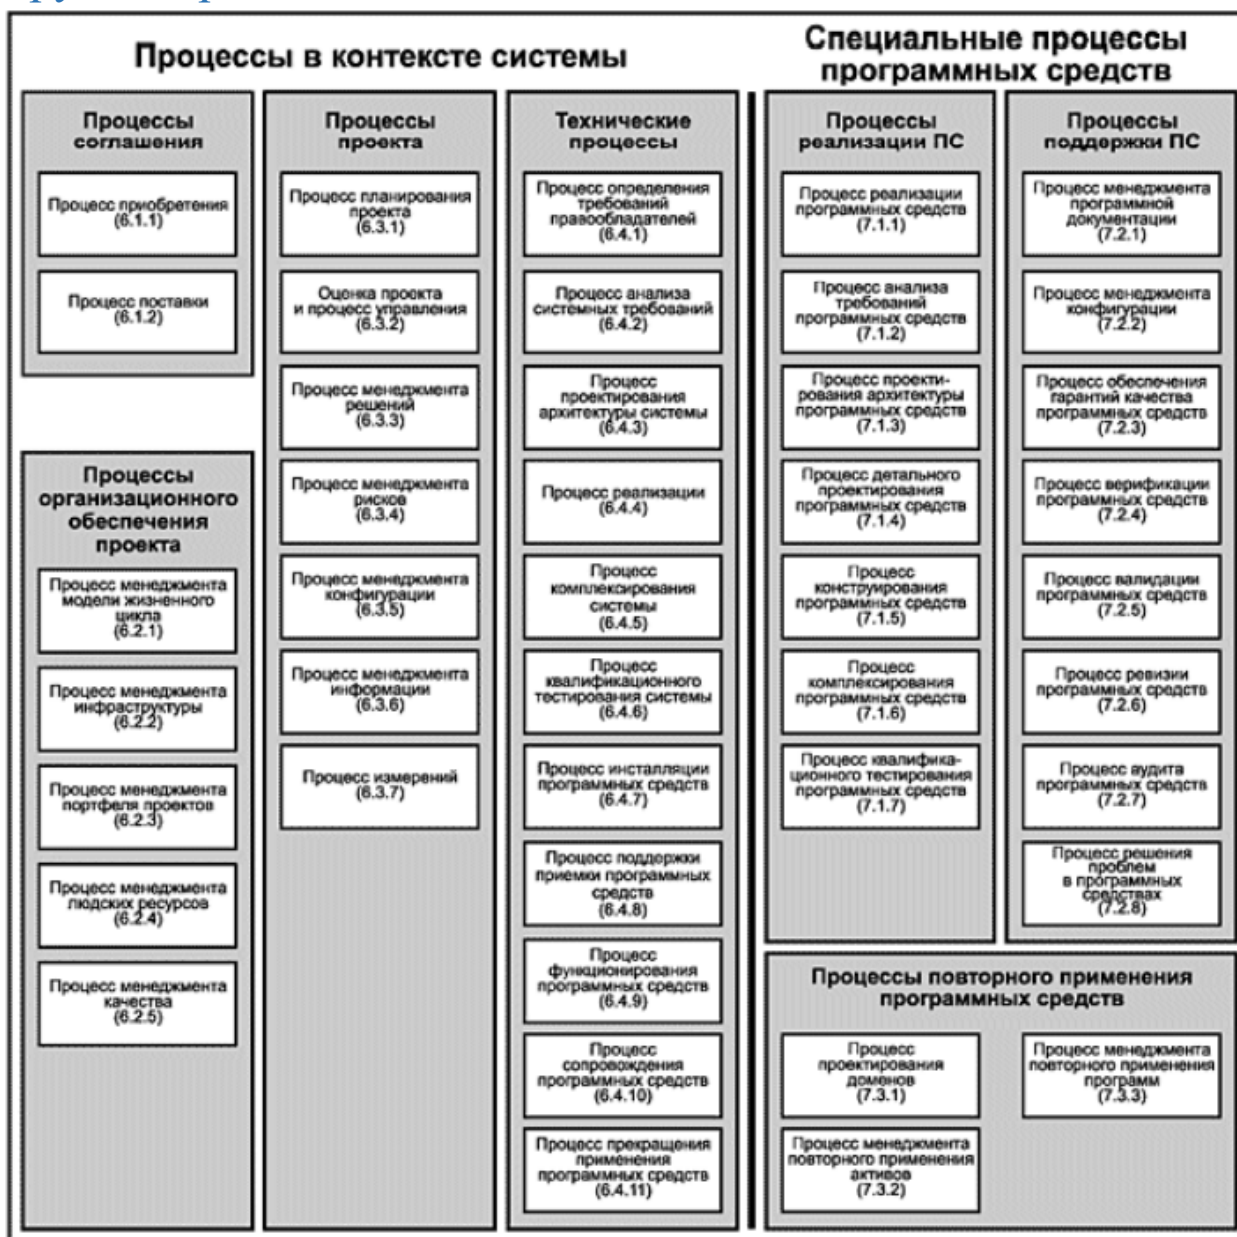 Процессы в контексте системы
Специальные процессы
программных средств
Процессы
соглашения
Процесс приобретения
(6.1.1)
Процесс поставки
(6.1.2)
Процессы
организационного
обеспечения
проекта
Процесс менеджмента
модели жизненного
цикла
(6.2.1)
Процесс менеджмента
инфраструктуры
(6.2.2)
Процесс менеджмента
портфеля проектов
(6.2.3)
Процесс менеджмента
людских ресурсов
(6.2.4)
Процесс менеджмента
качества
(6.2.5)
Процессы
проекта
Процесс планирования
проекта
(6.3.1)
Оценка проекта
и процесс управления
(6.3.2)
Процесс менеджмента
решений
(6.3.3)
Процесс менеджмента
рисков
(6.3.4)
Процесс менеджмента
конфигурации
(6.3.5)
Процесс менеджмента
информации
(6.3.6)
Процесс измерений
(6.3.7)
Технические
процессы
Процесс определения
требований
правообладателей
(6.4.1)
Процесс анализа
системных требований
(6.4.2)
Процесс
проектирования
архитектуры системы
(6.4.3)
Процесс реализации
(6.4.4)
Процесс
комплексирования
системы
(6.4.5)
Процесс
квалификационного
тестирования системы
(6.4.6)
Процесс инсталляции
программных средств
(6.4.7)
Процесс поддержки
приемки программных
средств
(6.4.8)
Процесс
функционирования
программных средств
(6.4.9)
Процесс
сопровождения
программных средств
(6.4.10)
Процесс прекращения
применения
программных средств
(6.4.11)
Процессы
реализации ПС
Процесс реализации
программных средств
(7.1.1)
Процесс анализа
требований
программных средств
(7.1.2)
Процесс проекти-
рования архитектуры
программных средств
(7.1.3)
Процесс детального
проектирования
программных средств
(7.1.4)
Процесс
конструирования
программных средств
(7.1.5)
Процесс
комплексирования
программных средств
(7.1.6)
Процесс квалифика-
ционного тестирования
программных средств
(7.1.7)
Процессы
поддержки ПС
Процесс менеджмента
программной
документации
(7.2.1)
Процесс менеджмента
конфигурации
(7.2.2)
Процесс обеспечения
гарантий качества
программных средств
(7.2.3)
Процесс верификации
программных средств
(7.2.4)
Процесс валидации
программных средств
(7.2.5)
Процесс ревизии
программных средств
(7.2.6)
Процесс аудита
программных средств
(7.2.7)
Процесс решения
проблем
в программных
средствах
(7.2.8)
Процессы повторного применения
программных средств
Процесс
проектирования
доменов
(7.3.1)
Процесс менеджмента
повторного применения
программ
(7.3.3)
Процесс менеджмента
повторного применения
активов
(7.3.2)